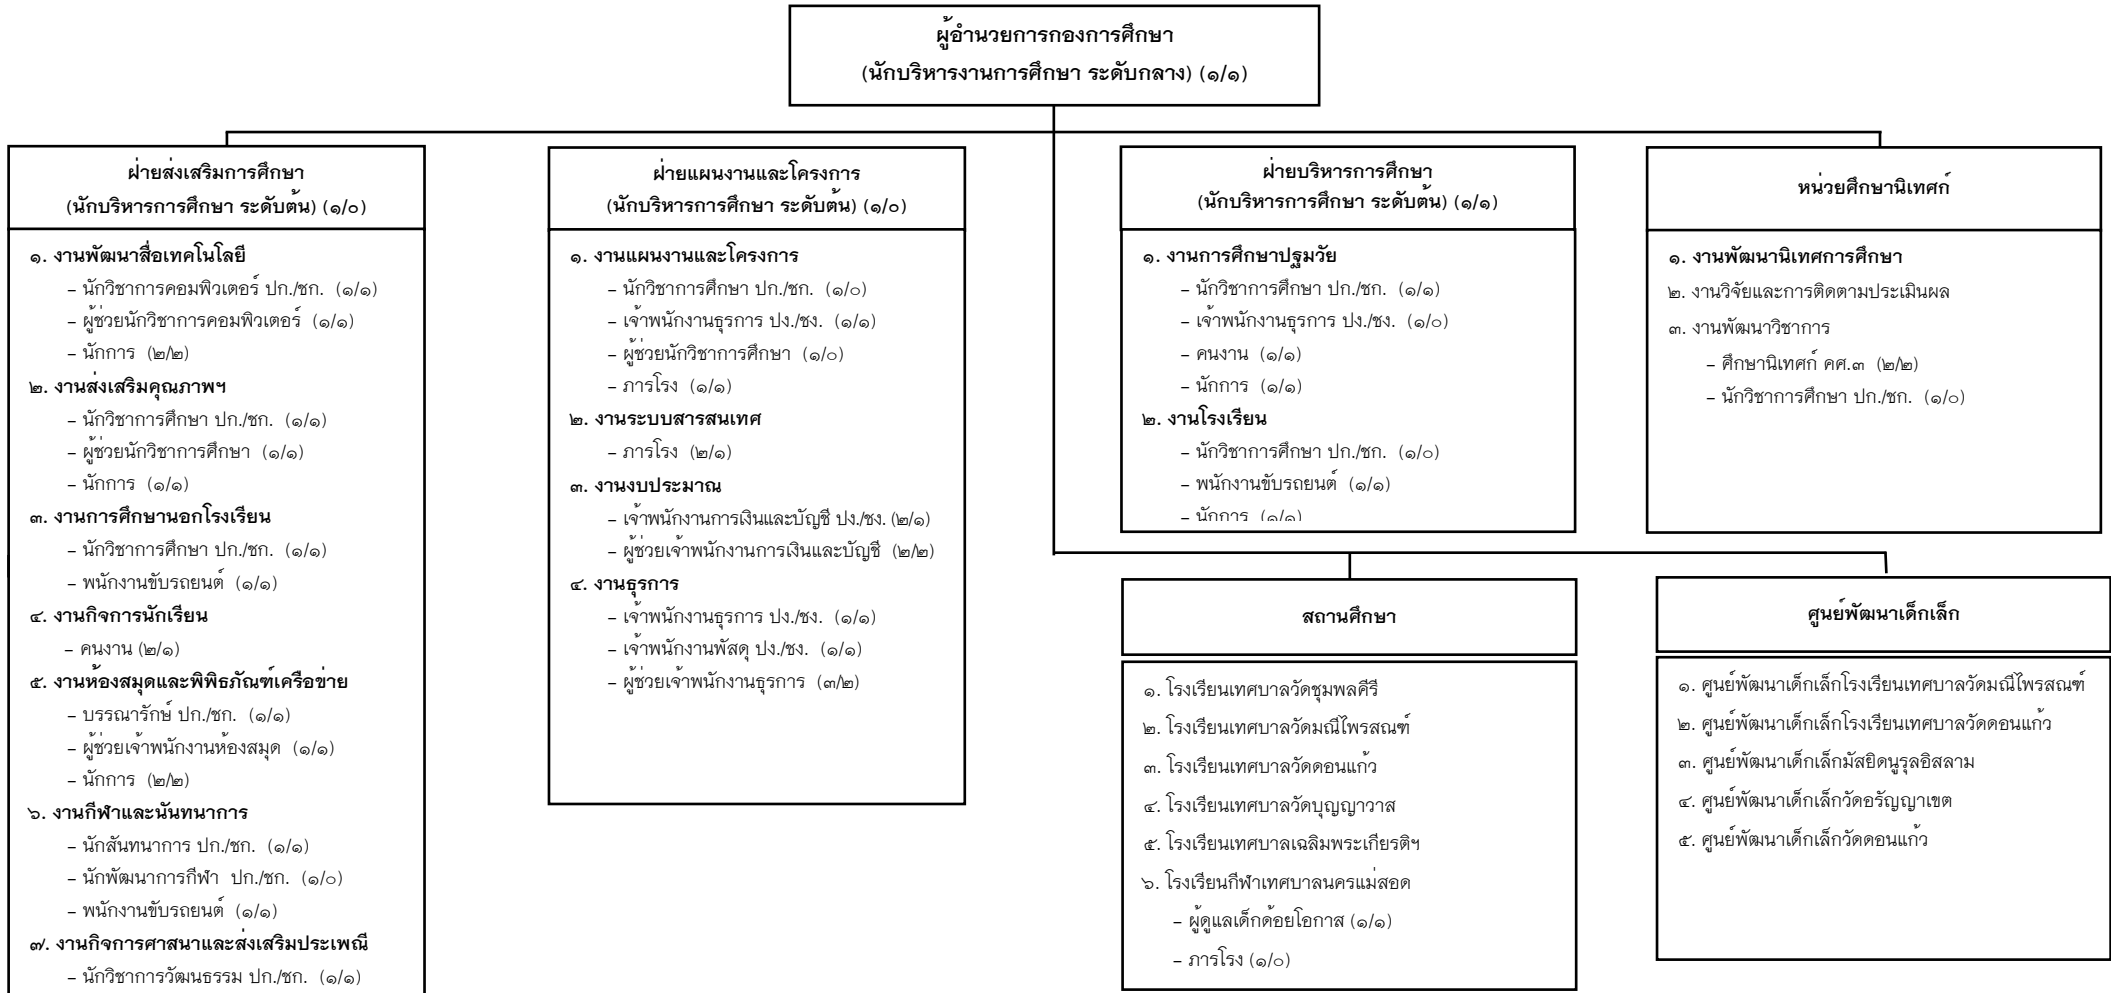 ผู้อำนวยการกองการศึกษา
(นักบริหารงานการศึกษา ระดับกลาง) (๑/๑)
ฝ่ายส่งเสริมการศึกษา
(นักบริหารการศึกษา ระดับต้น) (๑/๐)
๑. งานพัฒนาสื่อเทคโนโลยี
– นักวิชาการคอมพิวเตอร์ ปก./ชก. (๑/๑)
– ผู้ช่วยนักวิชาการคอมพิวเตอร์ (๑/๑)
– นักการ (๒/๒)
๒. งานส่งเสริมคุณภาพฯ
– นักวิชาการศึกษา ปก./ชก. (๑/๑)
– ผู้ช่วยนักวิชาการศึกษา (๑/๑)
– นักการ (๑/๑)
๓. งานการศึกษานอกโรงเรียน
– นักวิชาการศึกษา ปก./ชก. (๑/๑)
– พนักงานขับรถยนต์ (๑/๑)
๔. งานกิจการนักเรียน
– คนงาน (๒/๑)
๕. งานห้องสมุดและพิพิธภัณฑ์เครือข่าย
– บรรณารักษ์ ปก./ชก. (๑/๑)
– ผู้ช่วยเจ้าพนักงานห้องสมุด (๑/๑)
– นักการ (๒/๒)
๖. งานกีฬาและนันทนาการ
– นักสันทนาการ ปก./ชก. (๑/๑)
– นักพัฒนาการกีฬา ปก./ชก. (๑/๐)
– พนักงานขับรถยนต์ (๑/๑)
๗. งานกิจการศาสนาและส่งเสริมประเพณี
– นักวิชาการวัฒนธรรม ปก./ชก. (๑/๑)
ฝ่ายแผนงานและโครงการ
(นักบริหารการศึกษา ระดับต้น) (๑/๐)
๑. งานแผนงานและโครงการ
– นักวิชาการศึกษา ปก./ชก. (๑/๐)
– เจ้าพนักงานธุรการ ปง./ชง. (๑/๑)
– ผู้ช่วยนักวิชาการศึกษา (๑/๐)
– ภารโรง (๑/๑)
๒. งานระบบสารสนเทศ
– ภารโรง (๒/๑)
๓. งานงบประมาณ
– เจ้าพนักงานการเงินและบัญชี ปง./ชง. (๒/๑)
– ผู้ช่วยเจ้าพนักงานการเงินและบัญชี (๒/๒)
๔. งานธุรการ
– เจ้าพนักงานธุรการ ปง./ชง. (๑/๑)
– เจ้าพนักงานพัสดุ ปง./ชง. (๑/๑)
– ผู้ช่วยเจ้าพนักงานธุรการ (๓/๒)
ฝ่ายบริหารการศึกษา
(นักบริหารการศึกษา ระดับต้น) (๑/๑)
๑. งานการศึกษาปฐมวัย
– นักวิชาการศึกษา ปก./ชก. (๑/๑)
– เจ้าพนักงานธุรการ ปง./ชง. (๑/๐)
– คนงาน (๑/๑)
– นักการ (๑/๑)
๒. งานโรงเรียน
– นักวิชาการศึกษา ปก./ชก. (๑/๐)
– พนักงานขับรถยนต์ (๑/๑)
– นักการ (๑/๑)
หน่วยศึกษานิเทศก์
๑. งานพัฒนานิเทศการศึกษา
๒. งานวิจัยและการติดตามประเมินผล
๓. งานพัฒนาวิชาการ
– ศึกษานิเทศก์ คศ.๓ (๒/๒)
– นักวิชาการศึกษา ปก./ชก. (๑/๐)
สถานศึกษา
๑. โรงเรียนเทศบาลวัดชุมพลคีรี
๒. โรงเรียนเทศบาลวัดมณีไพรสณฑ์
๓. โรงเรียนเทศบาลวัดดอนแก้ว
๔. โรงเรียนเทศบาลวัดบุญญาวาส
๕. โรงเรียนเทศบาลเฉลิมพระเกียรติฯ
๖. โรงเรียนกีฬาเทศบาลนครแม่สอด
– ผู้ดูแลเด็กด้อยโอกาส (๑/๑)
– ภารโรง (๑/๐)
ศูนย์พัฒนาเด็กเล็ก
๑. ศูนย์พัฒนาเด็กเล็กโรงเรียนเทศบาลวัดมณีไพรสณฑ์
๒. ศูนย์พัฒนาเด็กเล็กโรงเรียนเทศบาลวัดดอนแก้ว
๓. ศูนย์พัฒนาเด็กเล็กมัสยิดนูรุลอิสลาม
๔. ศูนย์พัฒนาเด็กเล็กวัดอรัญญาเขต
๕. ศูนย์พัฒนาเด็กเล็กวัดดอนแก้ว